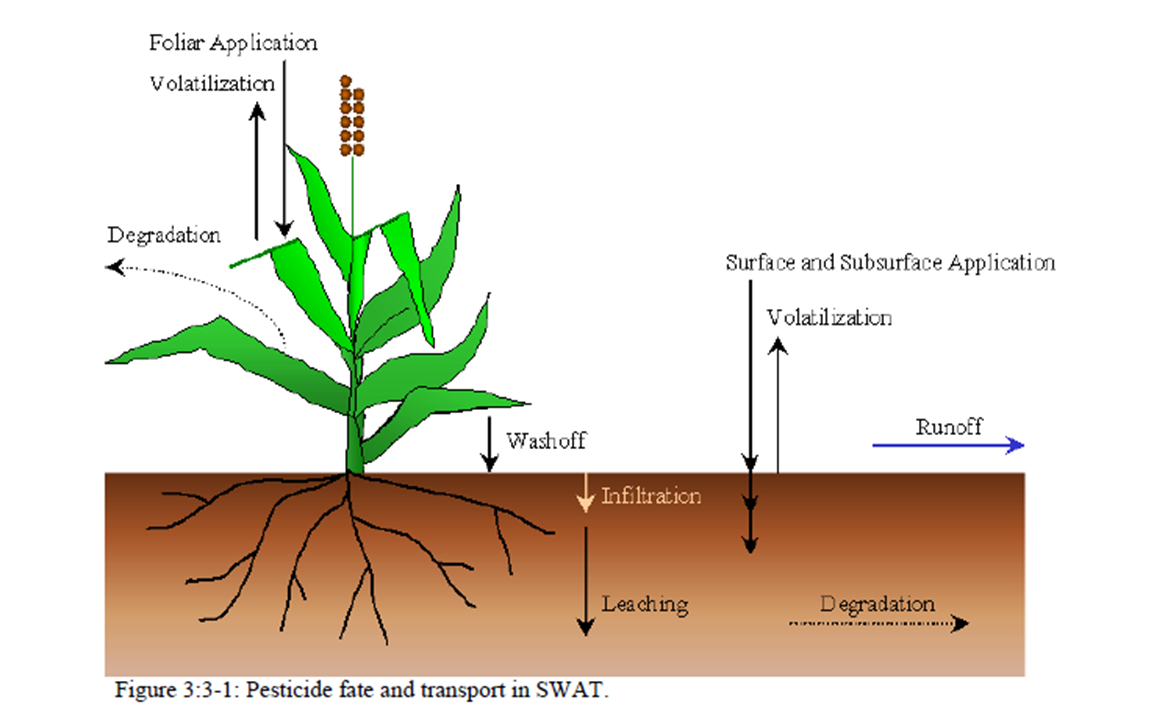 Foliar Application
Volatilization
Degradation
Surface and Subsurface Application
Volatilization
Runoff
Washoff
Infiltration
Leaching
Degradation
Figure 3:3-1: Pesticide fate and transport in SWAT.